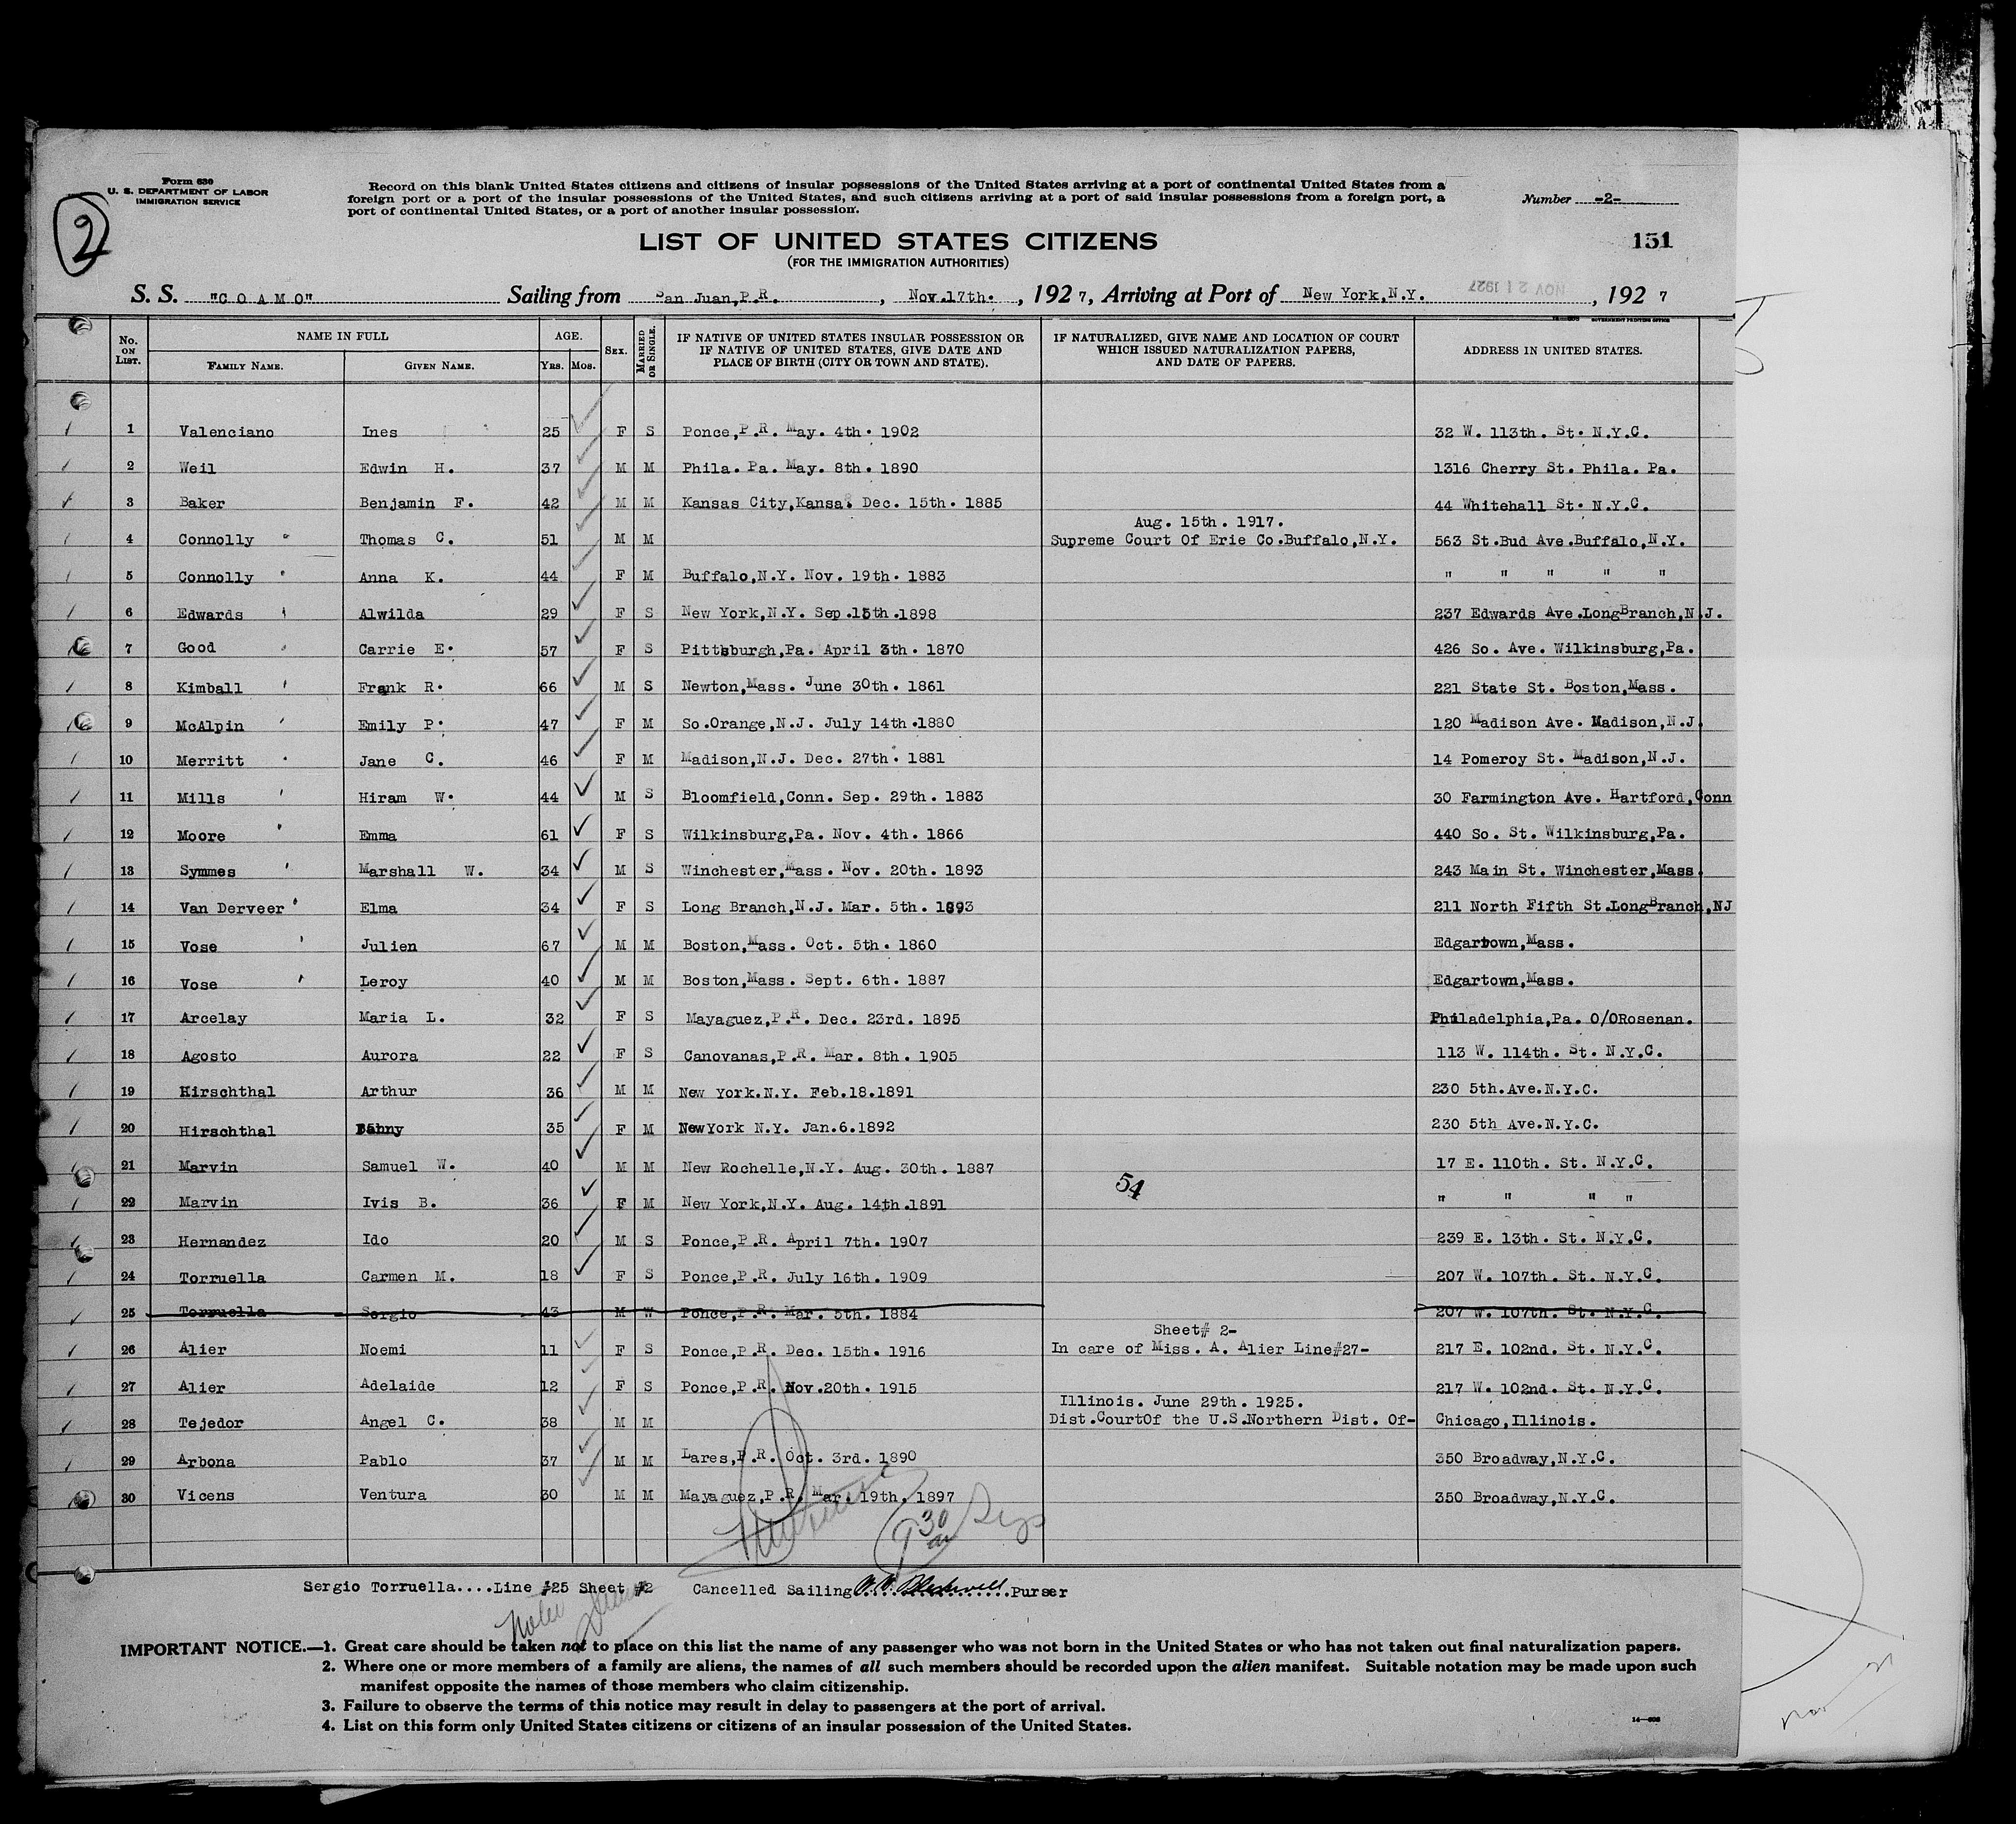 Form 630
U. S. DEPARTMENT OF LABOR
IMMIGRATION SERVICE
2
Record on this blank United States citizens and citizens of insular possessions of the United States arriving at a port of continental United States from a
foreign port or a port of the insular possessions of the United States, and such citizens arriving at a port of said insular possessions from a foreign port, a
port of continental United States, or a port of another insular possession.
Number -2-
LIST OF UNITED STATES CITIZENS
(FOR THE IMMIGRATION AUTHORITIES)
151
S. S. "C O A M O" Sailing from San Juan,P.R. , Nov.17th. , 1927, Arriving at Port of New York,N.Y. NOV 21 1927 , 1927
GOVERNMENT PRINTING OFFICE
No. ON LIST. NAME IN FULL FAMILY NAME. GIVEN NAME. AGE. YRS. MOS. SEX. MARRIED OR SINGLE. IF NATIVE OF UNITED STATES INSULAR POSSESSION OR IF NATIVE OF UNITED STATES, GIVE DATE AND PLACE OF BIRTH (CITY OR TOWN AND STATE). IF NATURALIZED, GIVE NAME AND LOCATION OF COURT WHICH ISSUED NATURALIZATION PAPERS, AND DATE OF PAPERS. ADDRESS IN UNITED STATES.
1 Valenciano Ines 25 F S Ponce,P.R. May. 4th. 1902 32 W. 113th. St. N.Y.C.
2 Weil Edwin H. 37 M M Phila. Pa. May. 8th. 1890 1316 Cherry St. Phila. Pa.
3 Baker Benjamin F. 42 M M Kansas City,Kansas Dec. 15th. 1885 44 Whitehall St. N.Y.C.
Aug. 15th. 1917.
4 Connolly Thomas C. 51 M M Supreme Court Of Erie Co.Buffalo,N.Y. 563 St.Bud Ave.Buffalo,N.Y.
5 Connolly Anna K. 44 F M Buffalo,N.Y. Nov. 19th. 1883 " " " " "
6 Edwards Alwilda 29 F S New York,N.Y. Sep.15th.1898 237 Edwards Ave.LongBranch,N.J.
7 Good Carrie E. 57 F S Pittsburgh,Pa. April 3th. 1870 426 So. Ave. Wilkinsburg,Pa.
8 Kimball Frank R. 66 M S Newton,Mass. June 30th. 1861 221 State St. Boston,Mass.
9 McAlpin Emily P. 47 F M So.Orange,N.J. July 14th.1880 120 Madison Ave. Madison,N.J.
10 Merritt Jane C. 46 F M Madison,N.J. Dec. 27th. 1881 14 Pomeroy St. Madison,N.J.
11 Mills Hiram W. 44 M S Bloomfield,Conn. Sep. 29th. 1883 30 Farmington Ave. Hartford,Conn
12 Moore Emma 61 F S Wilkinsburg,Pa. Nov. 4th. 1866 440 So. St. Wilkinsburg,Pa.
13 Symmes Marshall W. 34 M S Winchester,Mass. Nov. 20th. 1893 243 Main St. Winchester,Mass.
14 Van Derveer Elma 34 F S Long Branch,N.J. Mar. 5th. 1893 211 North Fifth St.LongBranch,NJ
15 Vose Julien 67 M M Boston,Mass. Oct. 5th. 1860 Edgartown,Mass.
16 Vose Leroy 40 M M Boston,Mass. Sept. 6th. 1887 Edgartown,Mass.
17 Arcelay Maria L. 32 F S Mayaguez,P.R. Dec. 23rd. 1895 Philadelphia,Pa. O/ORosenan.
18 Agosto Aurora 22 F S Canovanas,P.R. Mar. 8th. 1905 113 W. 114th. St. N.Y.C.
19 Hirschthal Arthur 36 M M New York.N.Y. Feb.18.1891 230 5th.Ave.N.Y.C.
20 Hirschthal Fanny 35 F M NewYork N.Y. Jan.6.1892 230 5th Ave.N.Y.C.
21 Marvin Samuel W. 40 M M New Rochelle,N.Y. Aug. 30th. 1887 17 E. 110th. St. N.Y.C.
54
22 Marvin Ivis B. 36 F M New York,N.Y. Aug. 14th.1891 " " " "
23 Hernandez Ido 20 M S Ponce,P.R. April 7th. 1907 239 E. 13th. St. N.Y.C.
24 Torruella Carmen M. 18 F S Ponce,P.R. July 16th. 1909 207 W. 107th. St. N.Y.C.
25 Torruella Sergio 43 M W Ponce,P.R. Mar. 5th. 1884 207 W. 107th. St. N.Y.C.
Sheet# 2-
26 Alier Noemi 11 F S Ponce,P.R. Dec. 15th. 1916 In care of Miss. A. Alier Line#27- 217 E. 102nd. St. N.Y.C.
27 Alier Adelaide 12 F S Ponce,P.R. Nov.20th. 1915 217 W. 102nd. St. N.Y.C.
Illinois. June 29th. 1925.
28 Tejedor Angel C. 38 M M Dist.CourtOf the U.S.Northern Dist. Of- Chicago,Illinois.
29 Arbona Pablo 37 M M Lares,P.R. Oct. 3rd. 1890 350 Broadway,N.Y.C.
30 Vicens Ventura 30 M M Mayaguez,P.R. Mar. 19th. 1897 350 Broadway,N.Y.C.
Sergio Torruella....Line #25 Sheet #2 Cancelled Sailing Purser
IMPORTANT NOTICE.—1. Great care should be taken not to place on this list the name of any passenger who was not born in the United States or who has not taken out final naturalization papers.
2. Where one or more members of a family are aliens, the names of all such members should be recorded upon the alien manifest. Suitable notation may be made upon such
manifest opposite the names of those members who claim citizenship.
3. Failure to observe the terms of this notice may result in delay to passengers at the port of arrival.
4. List on this form only United States citizens or citizens of an insular possession of the United States.